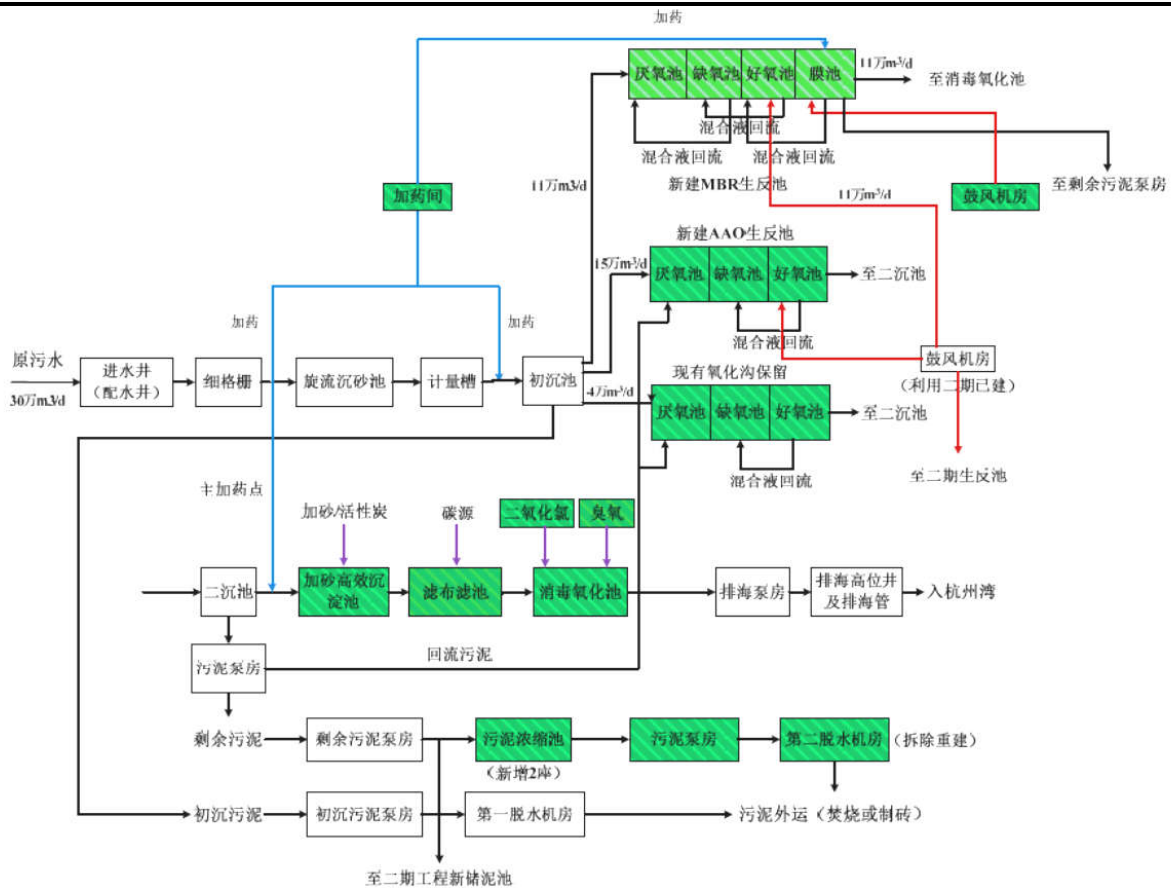 加药
厌氧池
缺氧池
好氧池
膜池
11万m³/d
至消毒氧化池
混合液回流
混合液回流
混合液回流
新建MBR生反池
至剩余污泥泵房
鼓风机房
11万m3/d
加药间
11万m³/d
新建AAO生反池
15万m³/d
厌氧池
缺氧池
好氧池
至二沉池
混合液回流
加药
加药
原污水
30万m3/d
进水井
（配水井）
细格栅
旋流沉砂池
计量槽
初沉池
鼓风机房
（利用二期已建）
现有氧化沟保留
4万m³/d
厌氧池
缺氧池
好氧池
至二沉池
混合液回流
至二期生反池
主加药点
加砂/活性炭
碳源
二氧化氯
臭氧
二沉池
加砂高效沉
淀池
滤布滤池
消毒氧化池
排海泵房
排海高位井
及排海管
入杭州湾
污泥泵房
回流污泥
剩余污泥
剩余污泥泵房
污泥浓缩池
（新增2座）
污泥泵房
第二脱水机房
（拆除重建）
初沉污泥
初沉污泥泵房
第一脱水机房
污泥外运（焚烧或制砖）
至二期工程新储泥池